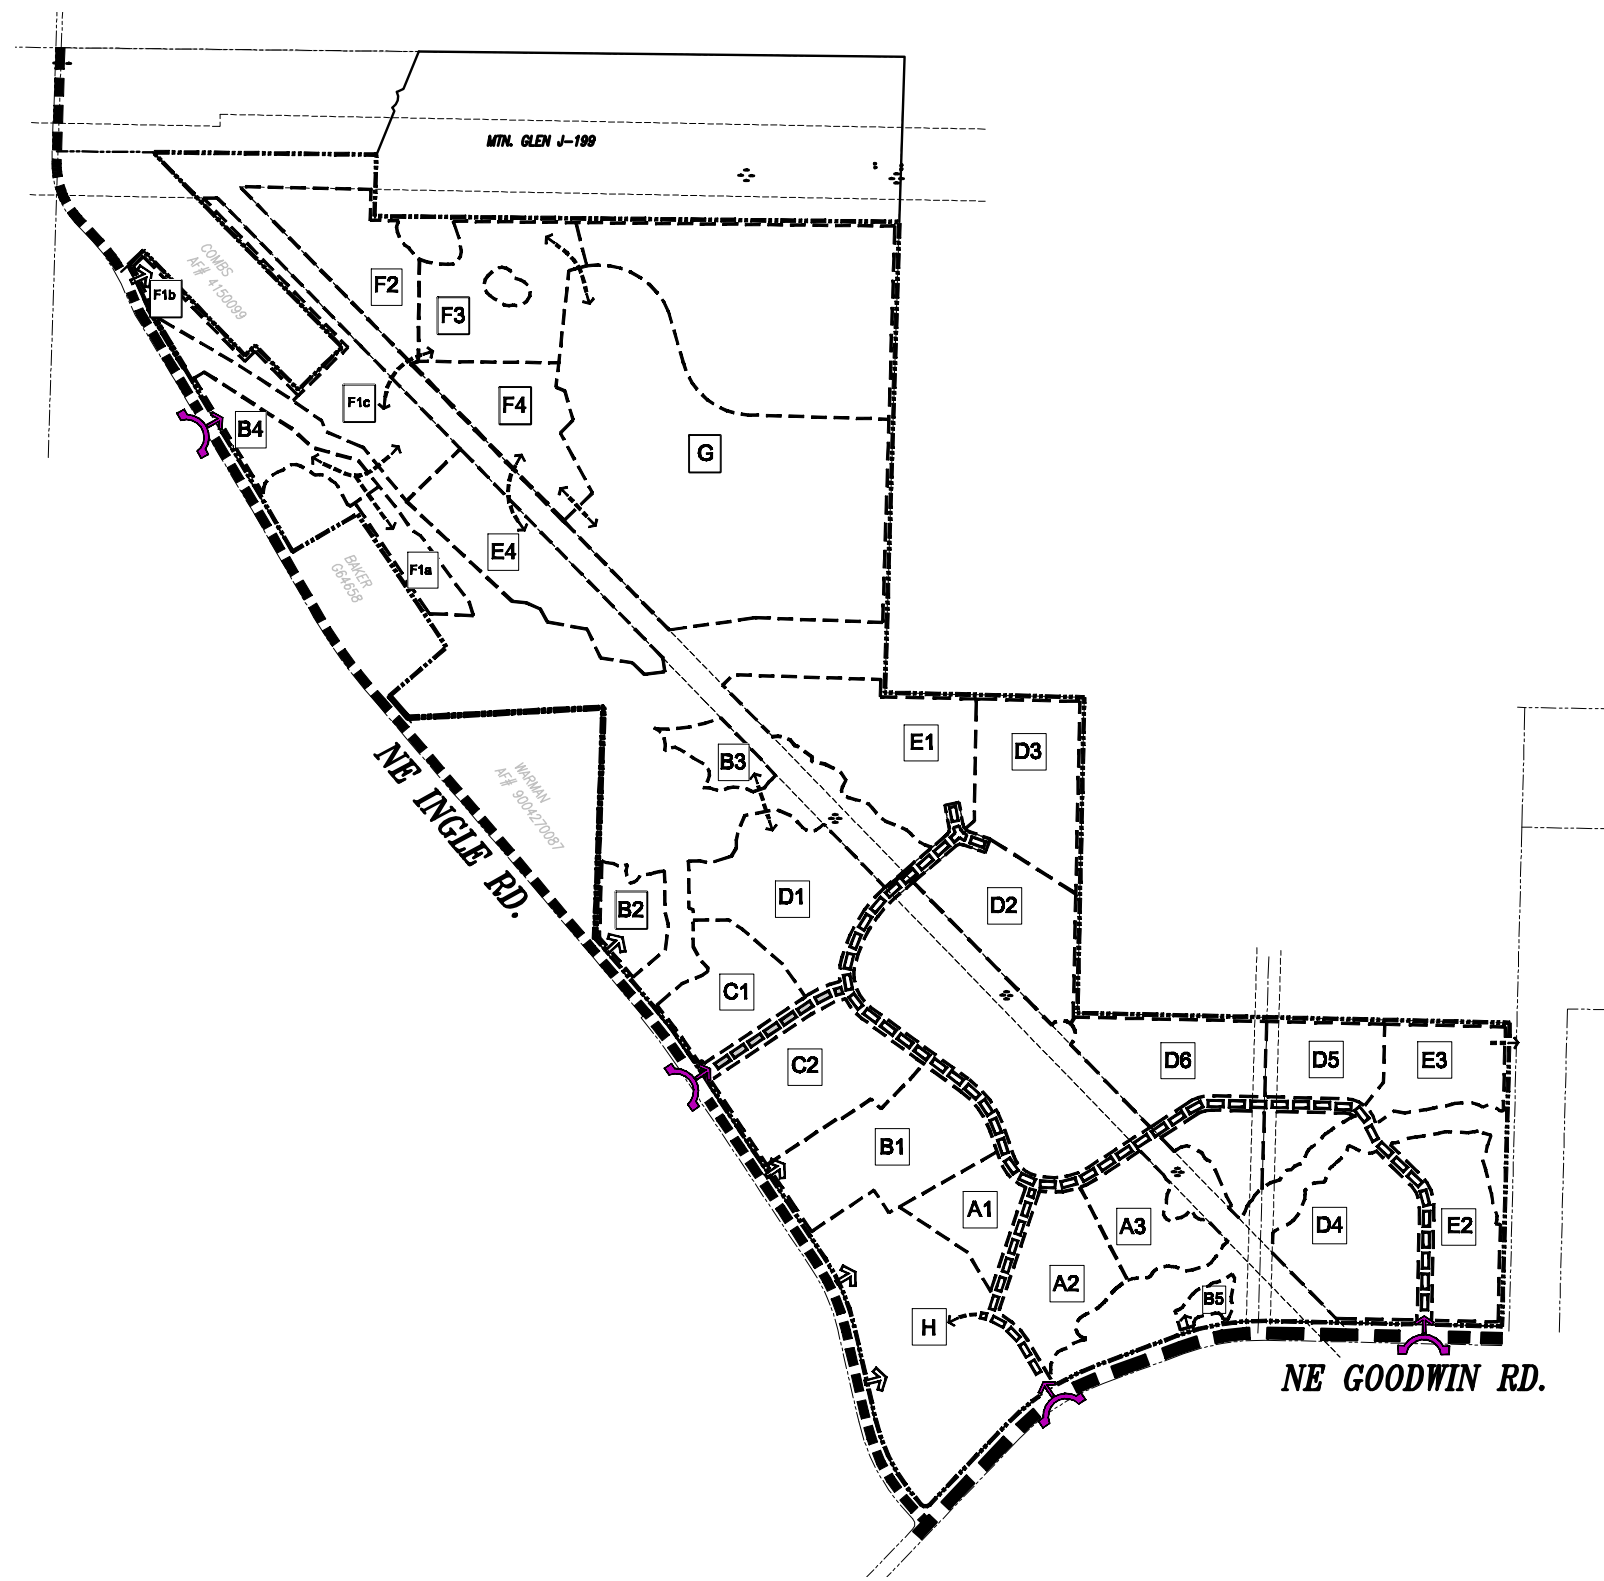 MTN. GLEN J-199
COMBS
AF# 4150099
F1b
F2
F3
F1c
F4
B4
G
E4
BAKER
G64658
F1a
E1
D3
B3
NE INGLE RD.
WARMAN
AF# 9004270087
D1
D2
B2
C1
C2
D6
D5
E3
B1
A1
A3
D4
E2
A2
B5
H
NE GOODWIN RD.